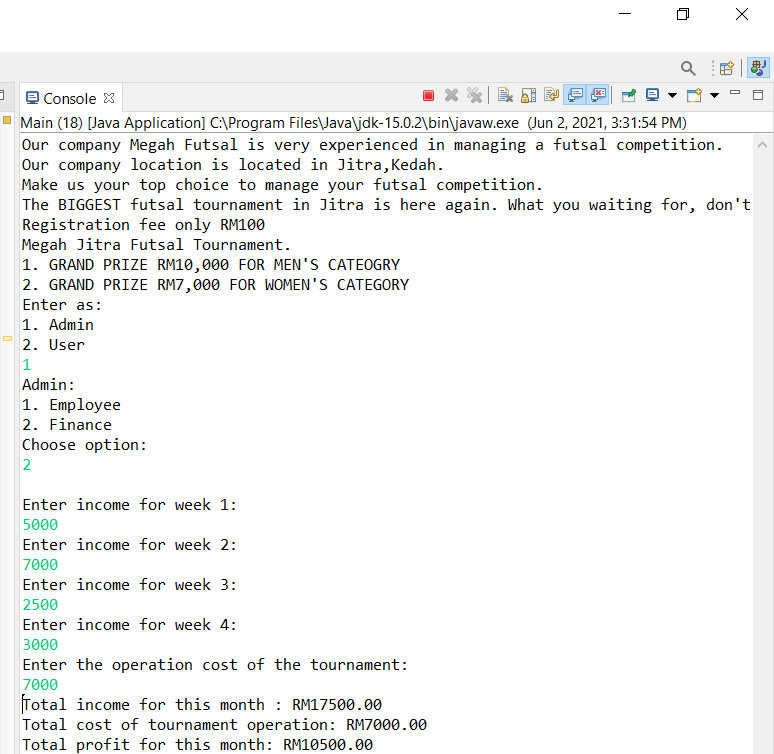 Console
Main (18) [Java Application] C:\Program Files\Java\jdk-15.0.2\bin\javaw.exe (Jun 2, 2021, 3:31:54 PM)
Our company Megah Futsal is very experienced in managing a futsal competition.
Our company location is located in Jitra,Kedah.
Make us your top choice to manage your futsal competition.
The BIGGEST futsal tournament in Jitra is here again. What you waiting for, don't
Registration fee only RM100
Megah Jitra Futsal Tournament.
1. GRAND PRIZE RM10,000 FOR MEN'S CATEOGRY
2. GRAND PRIZE RM7,000 FOR WOMEN'S CATEGORY
Enter as:
1. Admin
2. User
1
Admin:
1. Employee
2. Finance
Choose option:
2
Enter income for week 1:
5000
Enter income for week 2:
7000
Enter income for week 3:
2500
Enter income for week 4:
3000
Enter the operation cost of the tournament:
7000
Total income for this month : RM17500.00
Total cost of tournament operation: RM7000.00
Total profit for this month: RM10500.00